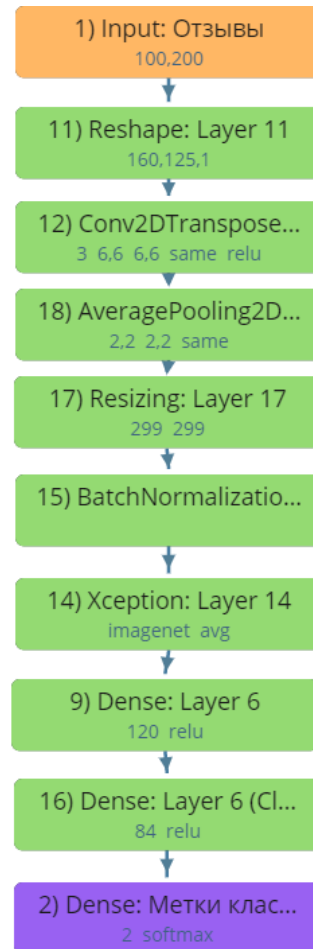 1) Input: Отзывы
100,200
11) Reshape: Layer 11
160,125,1
12) Conv2DTranspose...
3 6,6 6,6 same relu
18) AveragePooling2D...
2,2 2,2 same
17) Resizing: Layer 17
299 299
15) BatchNormalizatio...
14) Xception: Layer 14
imagenet avg
9) Dense: Layer 6
120 relu
16) Dense: Layer 6 (Cl...
84 relu
2) Dense: Метки клас...
2 softmax